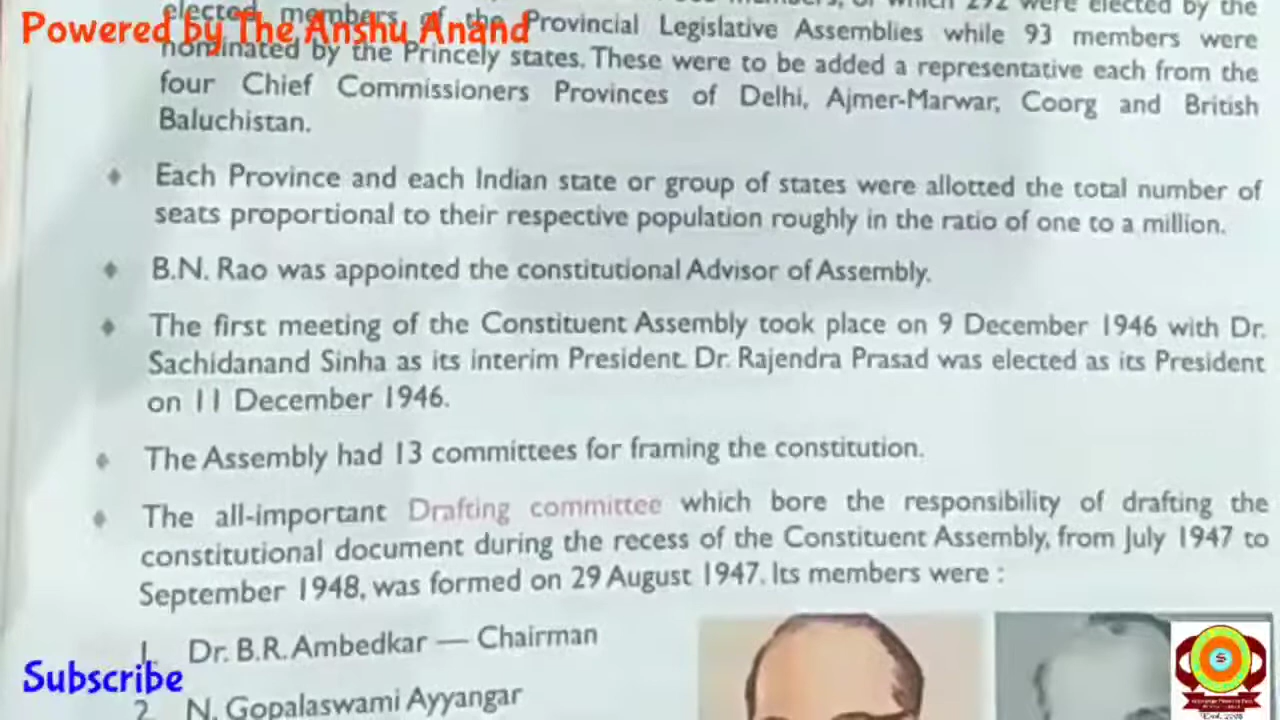 elected members of the Provincial Legislative Assemblies while 93 members were
Powered by The Anshu Anand
nominated by the Princely states. These were to be added a representative each from the
four Chief Commissioners Provinces of Delhi, Ajmer-Marwar, Coorg and British
Baluchistan.
Each Province and each Indian state or group of states were allotted the total number of
seats proportional to their respective population roughly in the ratio of one to a million.
B.N. Rao was appointed the constitutional Advisor of Assembly.
The first meeting of the Constituent Assembly took place on 9 December 1946 with Dr.
Sachidanand Sinha as its interim President. Dr. Rajendra Prasad was elected as its President
on 11 December 1946.
The Assembly had 13 committees for framing the constitution.
The all-important Drafting committee which bore the responsibility of drafting the
constitutional document during the recess of the Constituent Assembly, from July 1947 to
September 1948, was formed on 29 August 1947. Its members were :
1. Dr. B.R. Ambedkar — Chairman
Subscribe
2. N. Gopalaswami Ayyangar
S